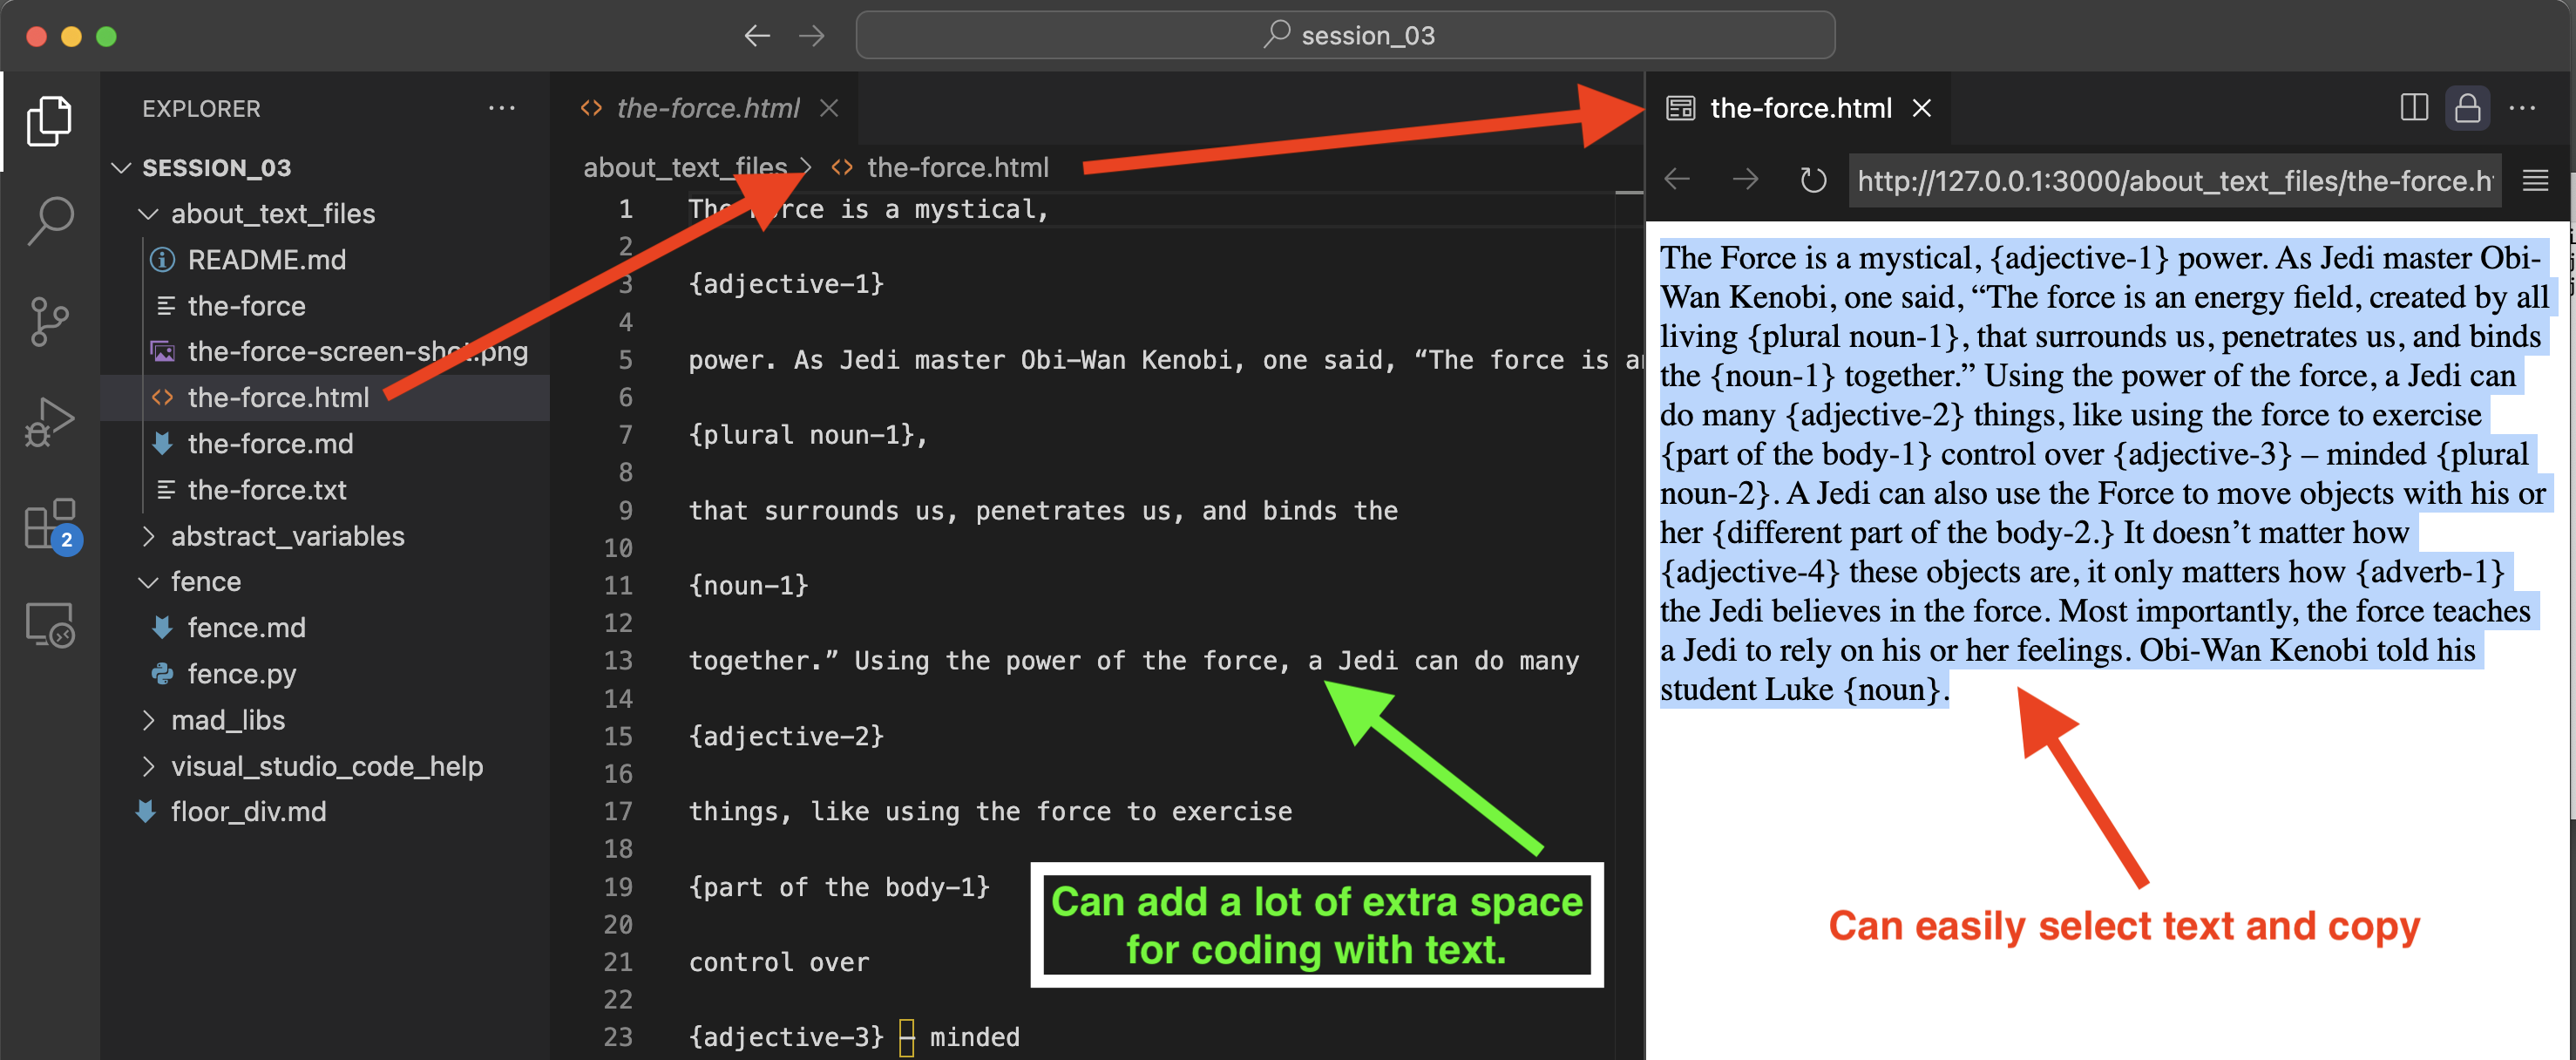 session_03
EXPLORER
SESSION_03
about_text_files
README.md
the-force
the-force-screen-shot.png
the-force.html
the-force.md
the-force.txt
abstract_variables
fence
fence.md
fence.py
mad_libs
visual_studio_code_help
floor_div.md
2
the-force.html
about_text_files > the-force.html
1 The Force is a mystical,
2
3 {adjective-1}
4
5 power. As Jedi master Obi-Wan Kenobi, one said, “The force is an
6
7 {plural noun-1},
8
9 that surrounds us, penetrates us, and binds the
10
11 {noun-1}
12
13 together.” Using the power of the force, a Jedi can do many
14
15 {adjective-2}
16
17 things, like using the force to exercise
18
19 {part of the body-1}
20
21 control over
22
23 {adjective-3} – minded
Can add a lot of extra space
for coding with text.
the-force.html
http://127.0.0.1:3000/about_text_files/the-force.h
The Force is a mystical, {adjective-1} power. As Jedi master Obi-
Wan Kenobi, one said, “The force is an energy field, created by all
living {plural noun-1}, that surrounds us, penetrates us, and binds
the {noun-1} together.” Using the power of the force, a Jedi can
do many {adjective-2} things, like using the force to exercise
{part of the body-1} control over {adjective-3} – minded {plural
noun-2}. A Jedi can also use the Force to move objects with his or
her {different part of the body-2.} It doesn’t matter how
{adjective-4} these objects are, it only matters how {adverb-1}
the Jedi believes in the force. Most importantly, the force teaches
a Jedi to rely on his or her feelings. Obi-Wan Kenobi told his
student Luke {noun}.
Can easily select text and copy